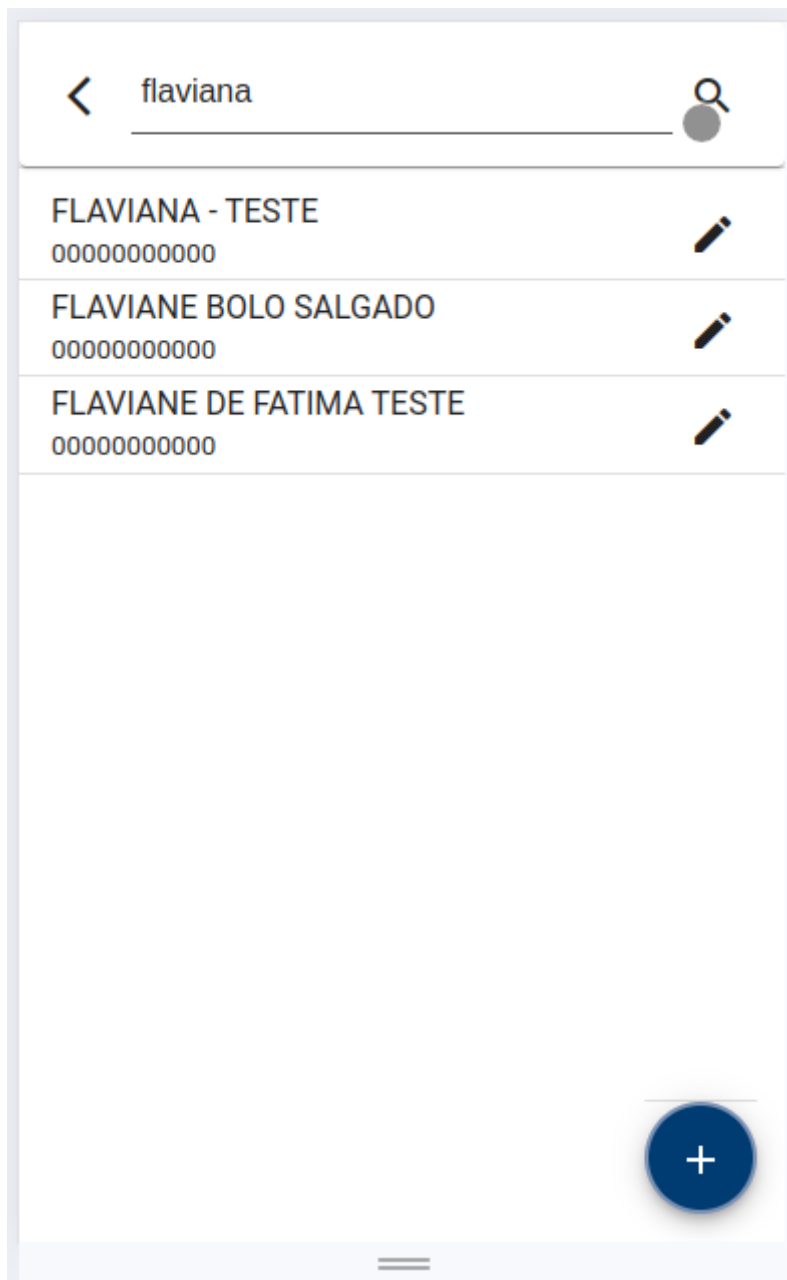 flaviana
FLAVIANA - TESTE
00000000000
FLAVIANE BOLO SALGADO
00000000000
FLAVIANE DE FATIMA TESTE
00000000000
+